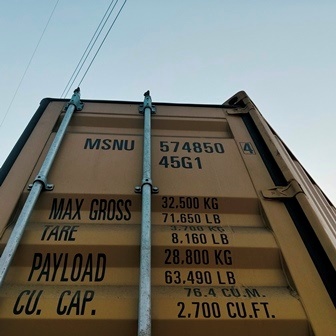 MSNU 574850 4
45G1
MAX GROSS 32.500 KG
71.650 LB
TARE 3.700 KG
8.160 LB
PAYLOAD 28.800 KG
63.490 LB
CU. CAP. 76.4 CU.M.
2.700 CU.FT.